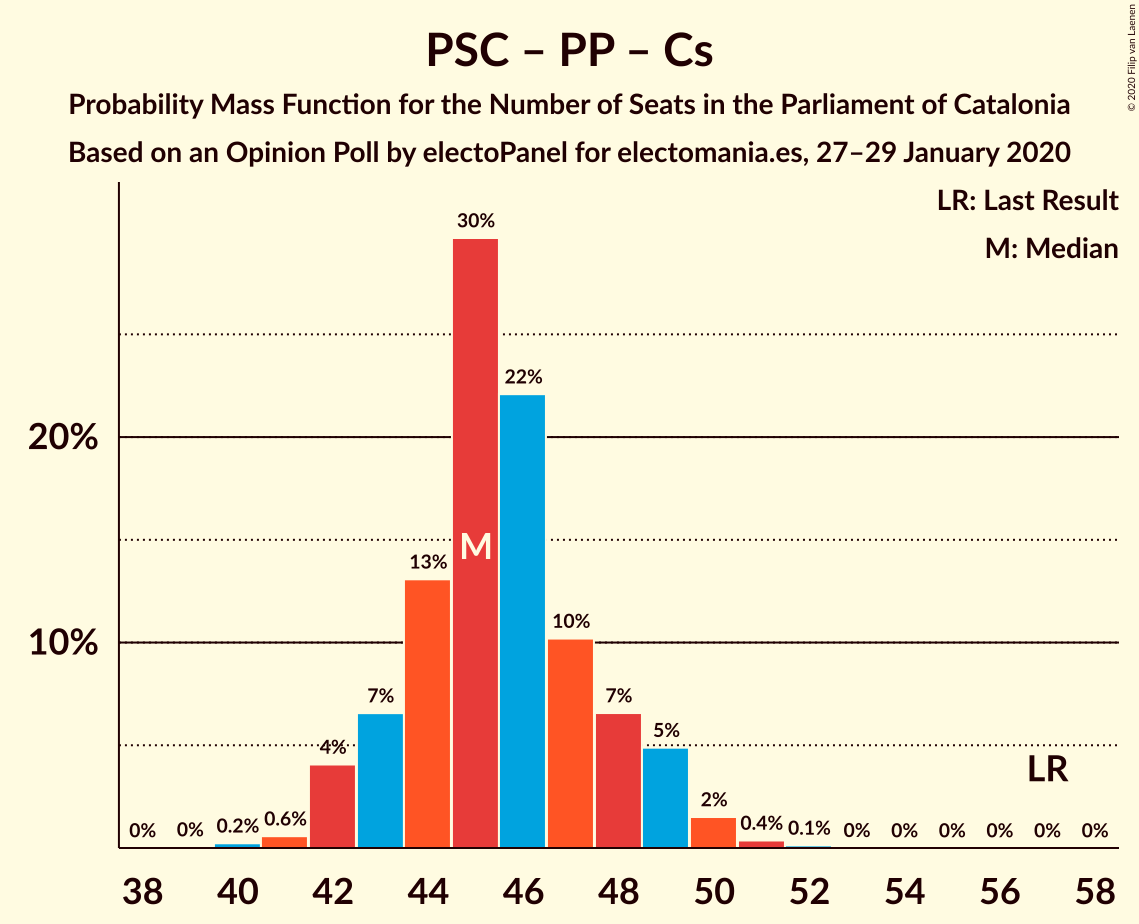 PSC – PP – Cs
Probability Mass Function for the Number of Seats in the Parliament of Catalonia
Based on an Opinion Poll by electoPanel for electomania.es, 27–29 January 2020
© 2020 Filip van Laenen
LR: Last Result
M: Median
30%
22%
20%
M
13%
10%
10%
7%
7%
5%
4%
LR
2%
0% 0% 0.2% 0.6% 0.4% 0.1% 0% 0% 0% 0% 0% 0%
38 40 42 44 46 48 50 52 54 56 58